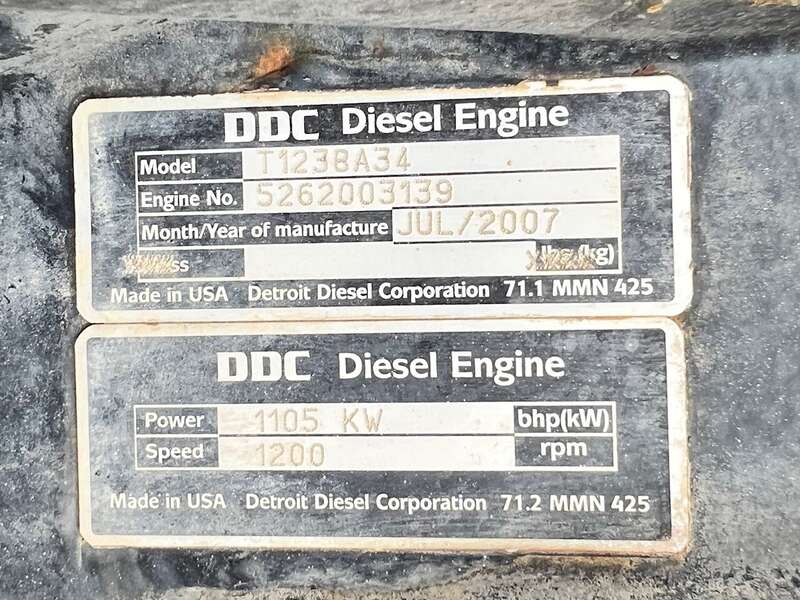 DDC Diesel Engine
Model T1238A34
Engine No. 5262003139
Month/Year of manufacture JUL/2007
(kg)
Made in USA Detroit Diesel Corporation 71.1 MMN 425
DDC Diesel Engine
Power 1105 KW bhp(kW)
Speed 1200 rpm
Made in USA Detroit Diesel Corporation 71.2 MMN 425